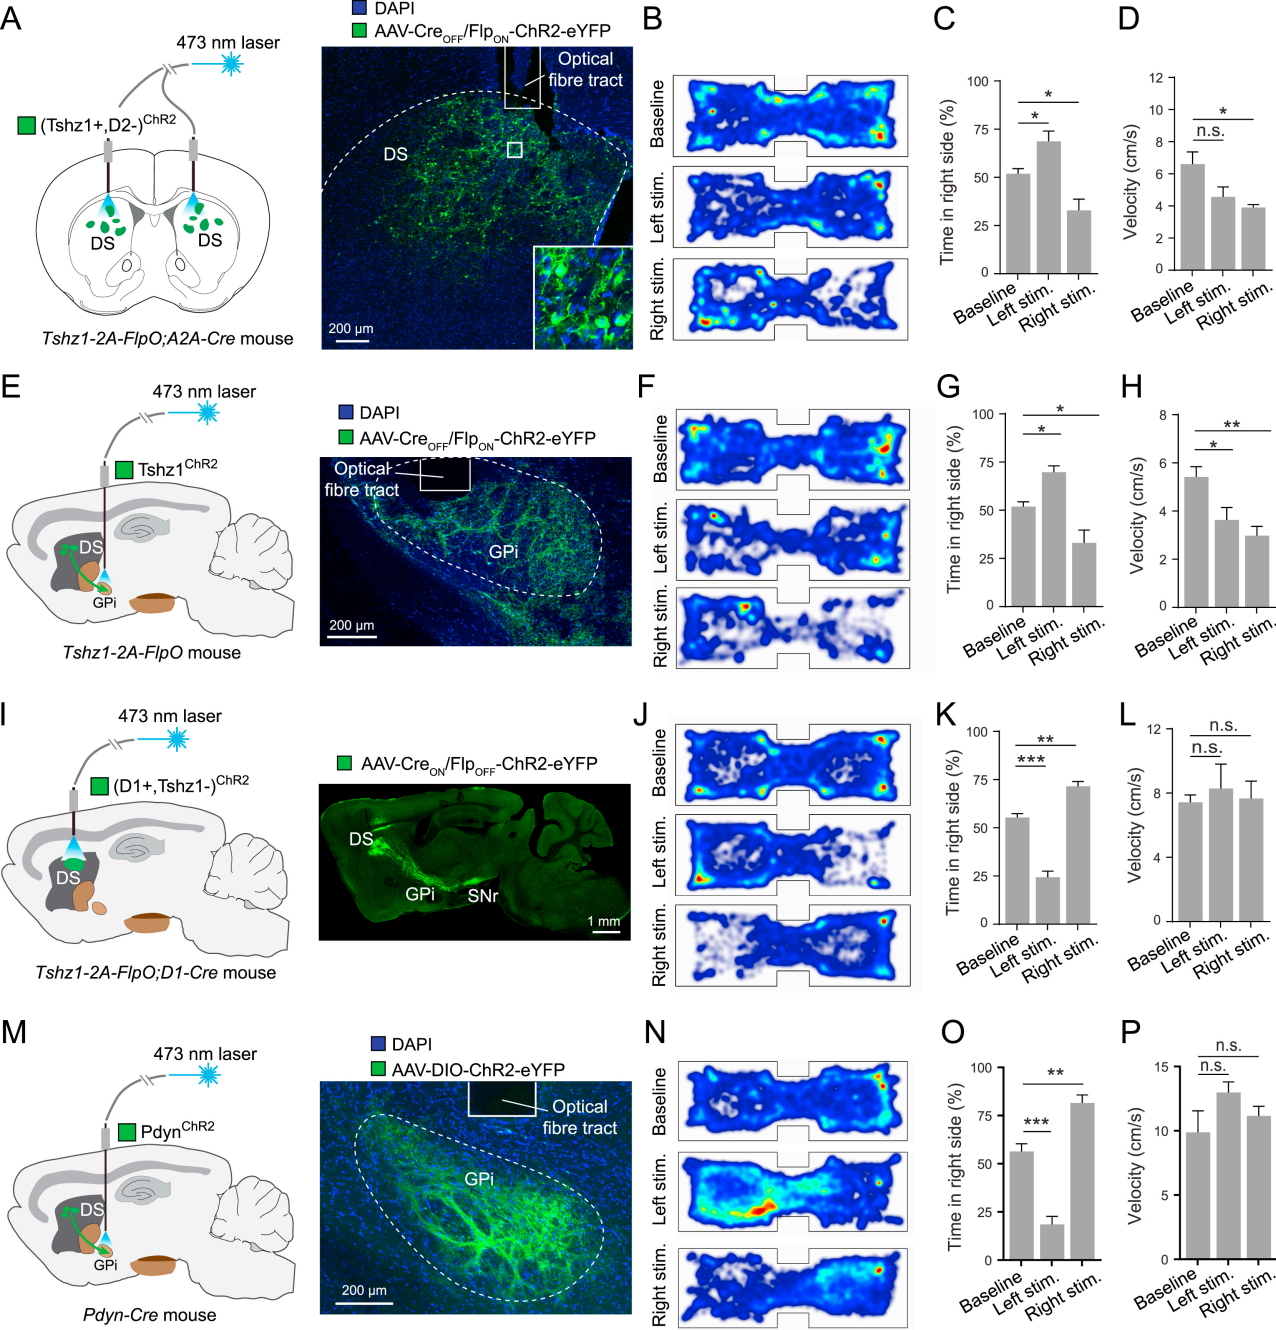 A
473 nm laser
(Tshz1+,D2-)ChR2
DS
DS
Tshz1-2A-FlpO;A2A-Cre mouse
DAPI
AAV-CreOFF/FlpON-ChR2-eYFP
Optical
fibre tract
DS
200 µm
B
Baseline
Left stim.
Right stim.
C
Time in right side (%)
100
75
50
25
0
*
*
Baseline
Left stim.
Right stim.
D
Velocity (cm/s)
12
10
8
6
4
2
0
*
n.s.
Baseline
Left stim.
Right stim.
E
473 nm laser
Tshz1ChR2
DS
GPi
Tshz1-2A-FlpO mouse
DAPI
AAV-CreOFF/FlpON-ChR2-eYFP
Optical
fibre tract
GPi
200 µm
F
Baseline
Left stim.
Right stim.
G
Time in right side (%)
100
75
50
25
0
*
*
Baseline
Left stim.
Right stim.
H
Velocity (cm/s)
8
6
4
2
0
**
*
Baseline
Left stim.
Right stim.
I
473 nm laser
(D1+,Tshz1-)ChR2
DS
Tshz1-2A-FlpO;D1-Cre mouse
AAV-CreON/FlpOFF-ChR2-eYFP
DS
GPi
SNr
1 mm
J
Baseline
Left stim.
Right stim.
K
Time in right side (%)
100
75
50
25
0
**
***
Baseline
Left stim.
Right stim.
L
Velocity (cm/s)
12
8
4
0
n.s.
n.s.
Baseline
Left stim.
Right stim.
M
473 nm laser
PdynChR2
DS
GPi
Pdyn-Cre mouse
DAPI
AAV-DIO-ChR2-eYFP
Optical
fibre tract
GPi
200 µm
N
Baseline
Left stim.
Right stim.
O
Time in right side (%)
100
75
50
25
0
**
***
Baseline
Left stim.
Right stim.
P
Velocity (cm/s)
15
10
5
0
n.s.
n.s.
Baseline
Left stim.
Right stim.